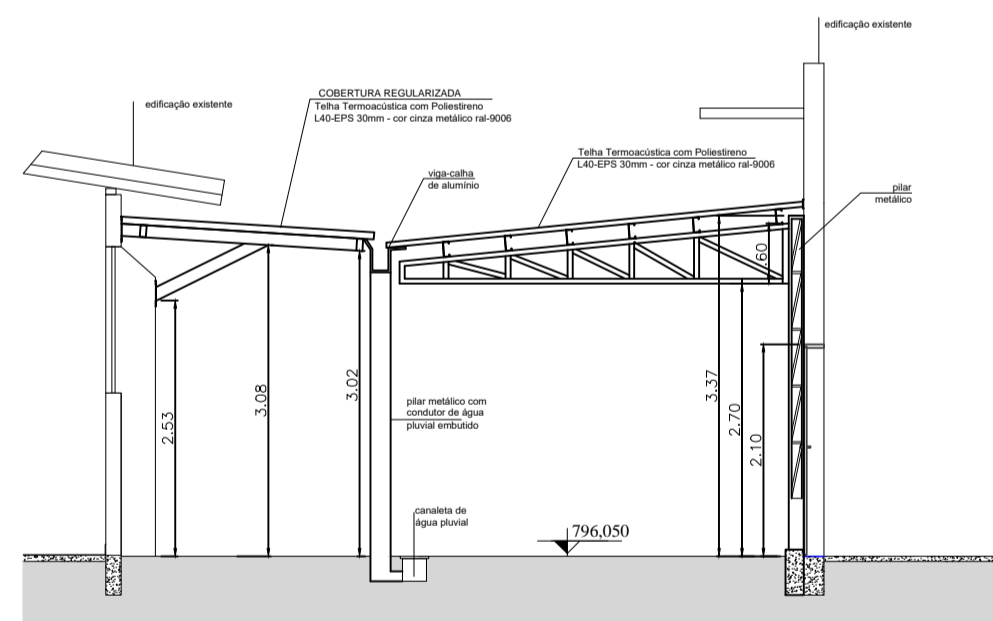 edificação existente
edificação existente
COBERTURA REGULARIZADA
Telha Termoacústica com Poliestireno
L40-EPS 30mm - cor cinza metálico ral-9006
Telha Termoacústica com Poliestireno
L40-EPS 30mm - cor cinza metálico ral-9006
viga-calha
de alumínio
pilar
metálico
.60
2.53
3.08
3.02
3.37
2.70
2.10
pilar metálico com
condutor de água
pluvial embutido
canaleta de
água pluvial
796,050